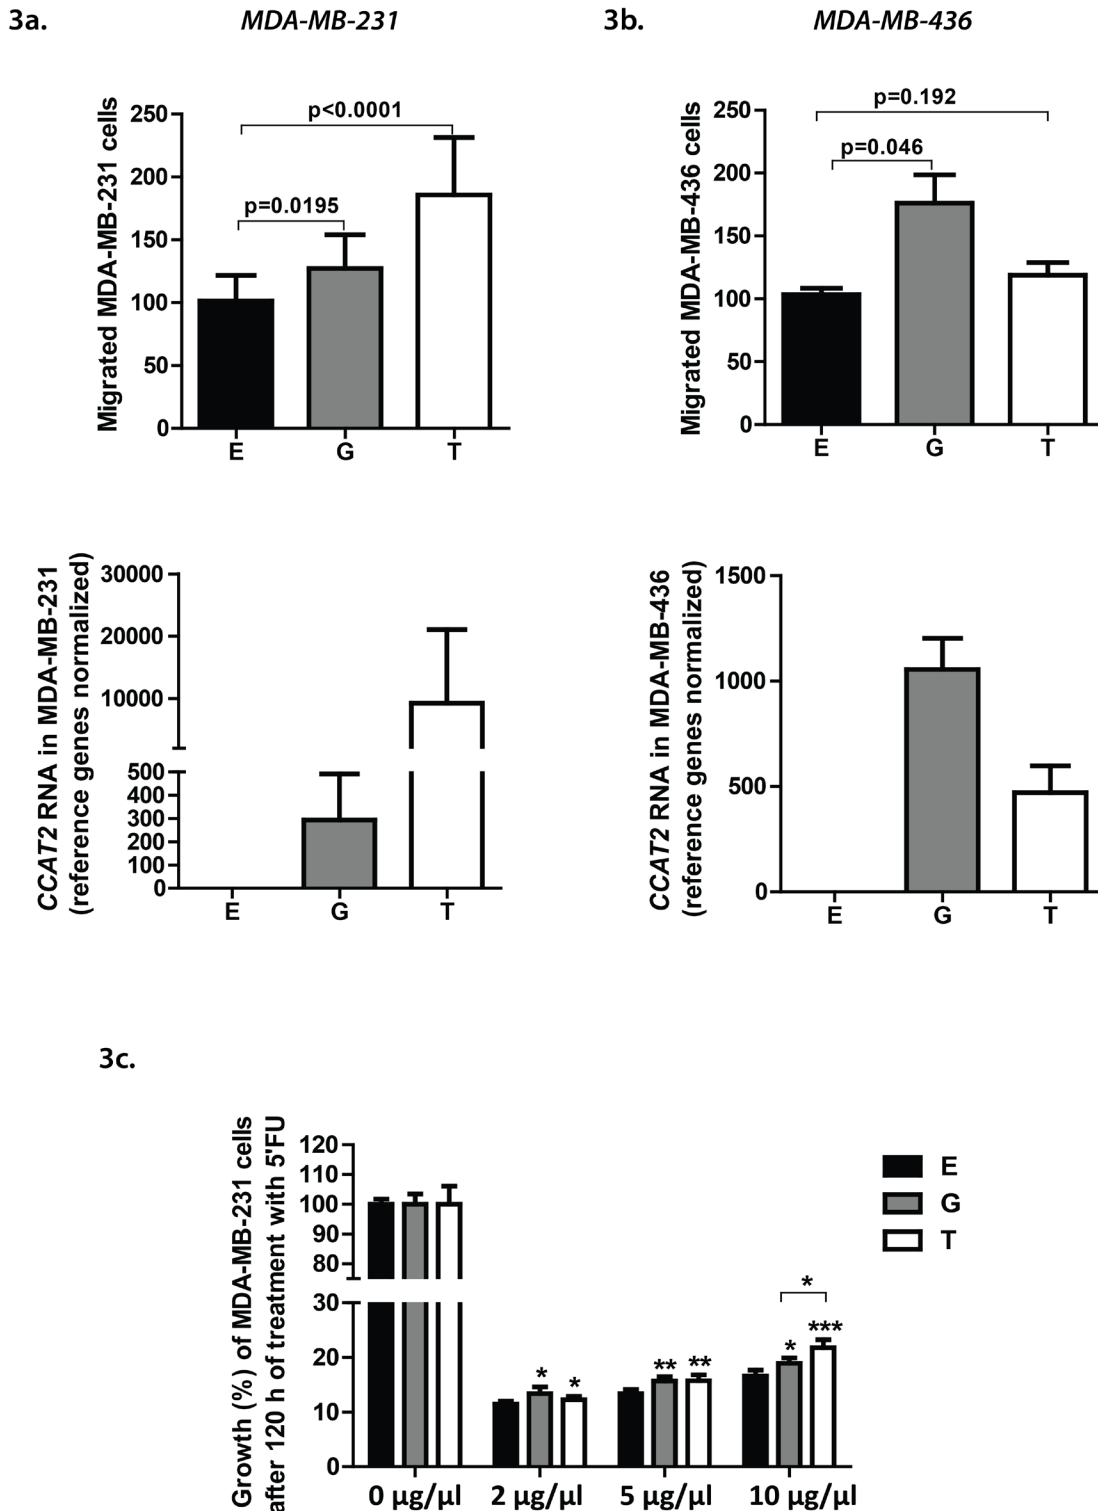 3a.
MDA-MB-231
3b.
MDA-MB-436
Migrated MDA-MB-231 cells
250
200
150
100
50
0
p<0.0001
p=0.0195
E G T
Migrated MDA-MB-436 cells
250
200
150
100
50
0
p=0.192
p=0.046
E G T
CCAT2 RNA in MDA-MB-231
(reference genes normalized)
30000
20000
10000
500
400
300
200
100
0
E G T
CCAT2 RNA in MDA-MB-436
(reference genes normalized)
1500
1000
500
0
E G T
3c.
Growth (%) of MDA-MB-231 cells
after 120 h of treatment with 5'FU
120
110
100
90
80
30
20
10
0
* *
** **
* ***
*
0 µg/µl 2 µg/µl 5 µg/µl 10 µg/µl
E
G
T